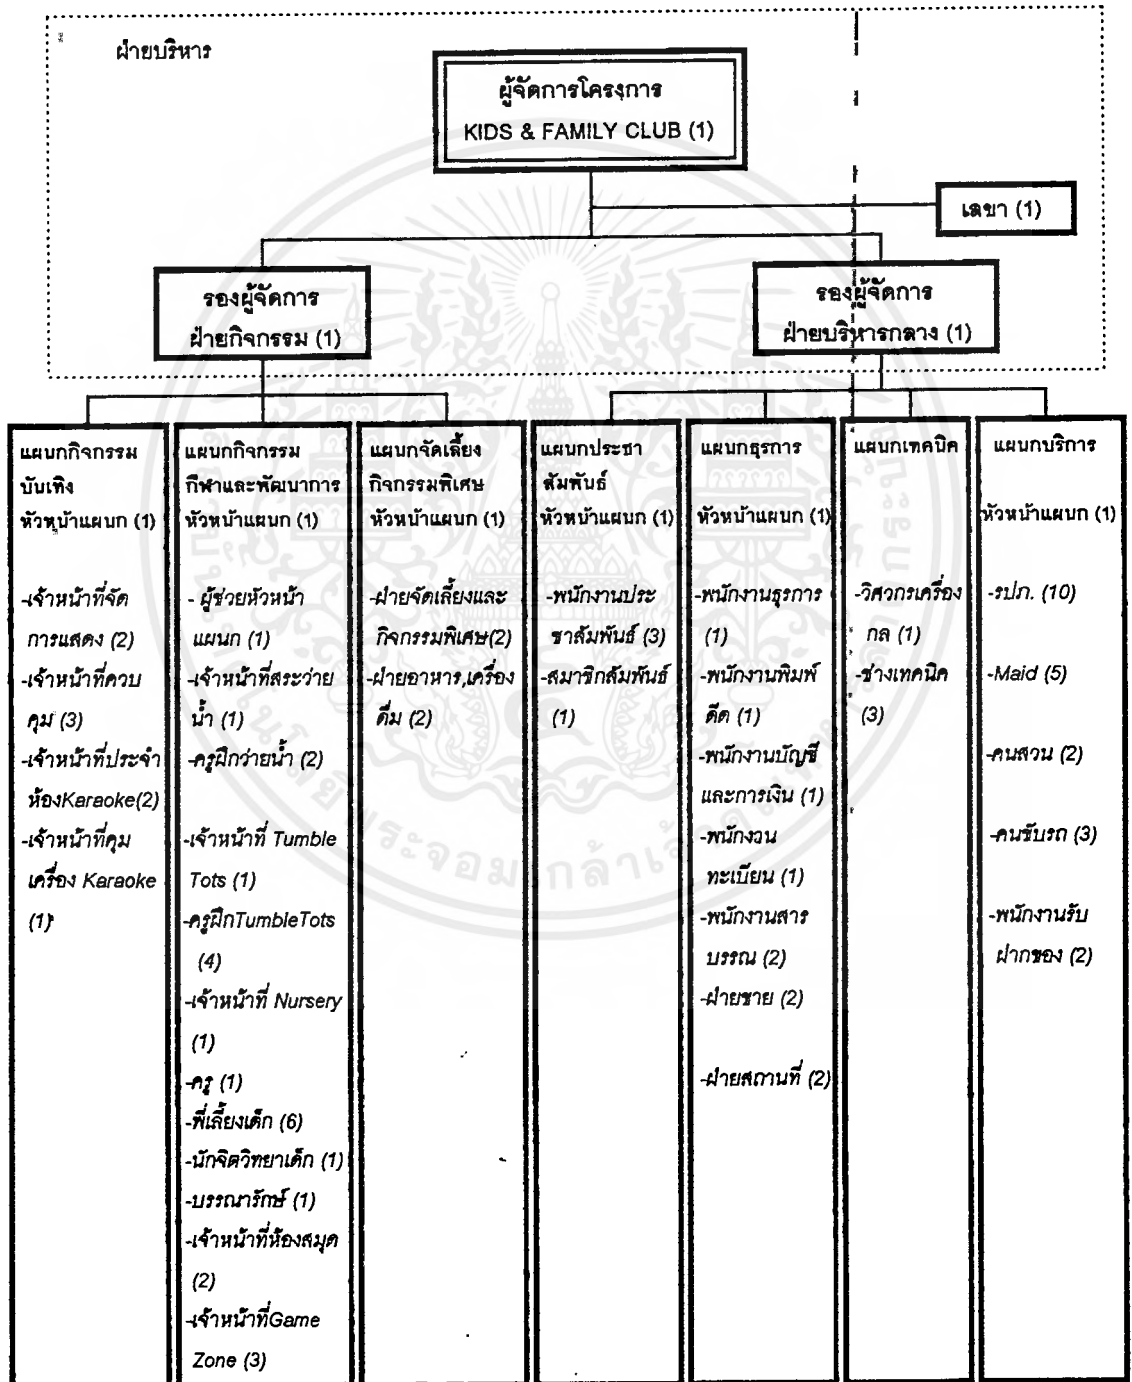 ฝ่ายบริหาร
ผู้จัดการโครงการ
KIDS & FAMILY CLUB (1)
เลขา (1)
รองผู้จัดการ
ฝ่ายกิจกรรม (1)
รองผู้จัดการ
ฝ่ายบริหารกลาง (1)
แผนกกิจกรรม
บันเทิง
หัวหน้าแผนก (1)
-เจ้าหน้าที่จัด
การแสดง (2)
-เจ้าหน้าที่ควบ
คุม (3)
-เจ้าหน้าที่ประจำ
ห้องKaraoke(2)
-เจ้าหน้าที่คุม
เครื่อง Karaoke
(1)
แผนกกิจกรรม
กีฬาและพัฒนาการ
หัวหน้าแผนก (1)
- ผู้ช่วยหัวหน้า
แผนก (1)
-เจ้าหน้าที่สระว่าย
น้ำ (1)
-ครูฝึกว่ายน้ำ (2)
-เจ้าหน้าที่ Tumble
Tots (1)
-ครูฝึกTumbleTots
(4)
-เจ้าหน้าที่ Nursery
(1)
-ครู (1)
-พี่เลี้ยงเด็ก (6)
-นักจิตวิทยาเด็ก (1)
-บรรณารักษ์ (1)
-เจ้าหน้าที่ห้องสมุด
(2)
-เจ้าหน้าที่Game
Zone (3)
แผนกจัดเลี้ยง
กิจกรรมพิเศษ
หัวหน้าแผนก (1)
-ฝ่ายจัดเลี้ยงและ
กิจกรรมพิเศษ(2)
-ฝ่ายอาหาร,เครื่อง
ดื่ม (2)
แผนกประชา
สัมพันธ์
หัวหน้าแผนก (1)
-พนักงานประ
ชาสัมพันธ์ (3)
-สมาชิกสัมพันธ์
(1)
แผนกธุรการ
หัวหน้าแผนก (1)
-พนักงานธุรการ
(1)
-พนักงานพิมพ์
ดีด (1)
-พนักงานบัญชี
และการเงิน (1)
-พนักงวน
ทะเบียน (1)
-พนักงานสาร
บรรณ (2)
-ฝ่ายขาย (2)
-ฝ่ายสถานที่ (2)
แผนกเทคนิค
-วิศวกรเครื่อง
กล (1)
-ช่างเทคนิค
(3)
แผนกบริการ
หัวหน้าแผนก (1)
-รปภ. (10)
-Maid (5)
-คนสวน (2)
-คนขับรถ (3)
-พนักงานรับ
ฝากของ (2)